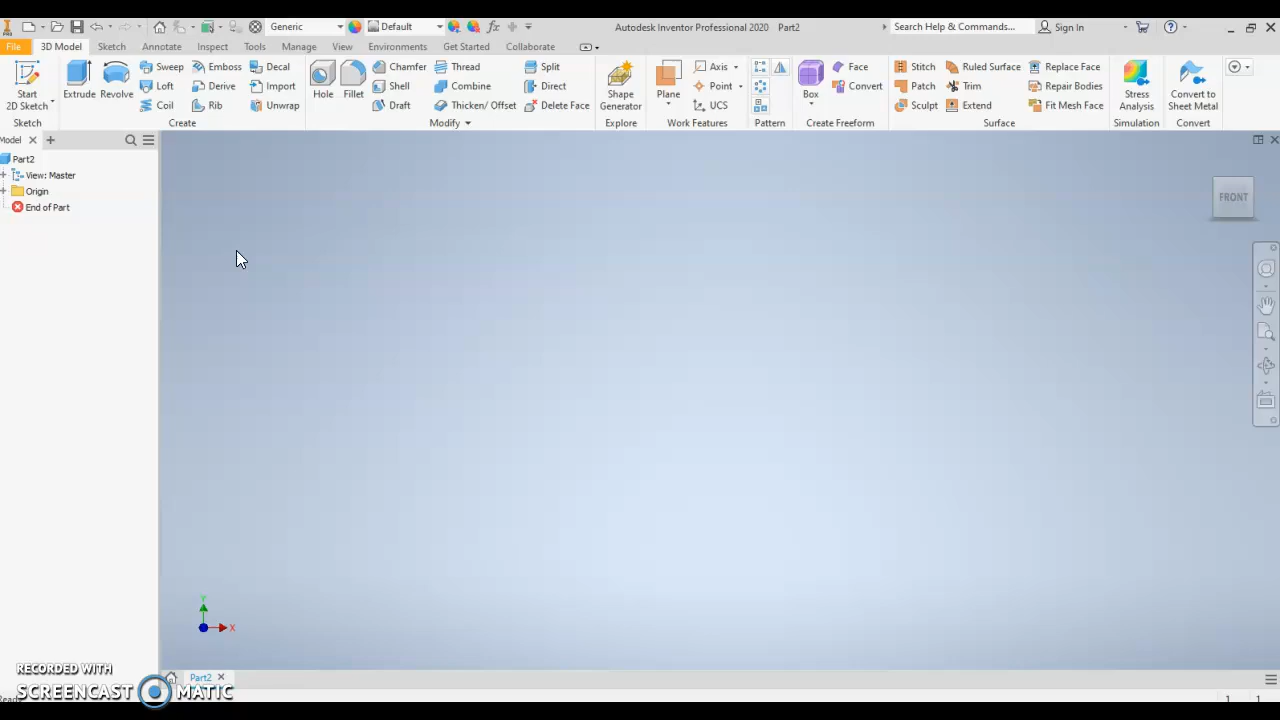 Generic Default fx Autodesk Inventor Professional 2020 Part2 Search Help & Commands... Sign In
File 3D Model Sketch Annotate Inspect Tools Manage View Environments Get Started Collaborate
Start 2D Sketch
Extrude Revolve
Sweep Emboss Decal
Loft Derive Import
Coil Rib Unwrap
Hole Fillet
Chamfer Thread Split
Shell Combine Direct
Draft Thicken/ Offset Delete Face
Shape Generator
Plane
Axis
Point
UCS
Box
Face
Convert
Stitch Ruled Surface Replace Face
Patch Trim Repair Bodies
Sculpt Extend Fit Mesh Face
Stress Analysis
Convert to Sheet Metal
Sketch Create Modify Explore Work Features Pattern Create Freeform Surface Simulation Convert
Model
Part2
View: Master
Origin
End of Part
FRONT
Y
X
Part2
RECORDED WITH
SCREENCAST MATIC
1 1